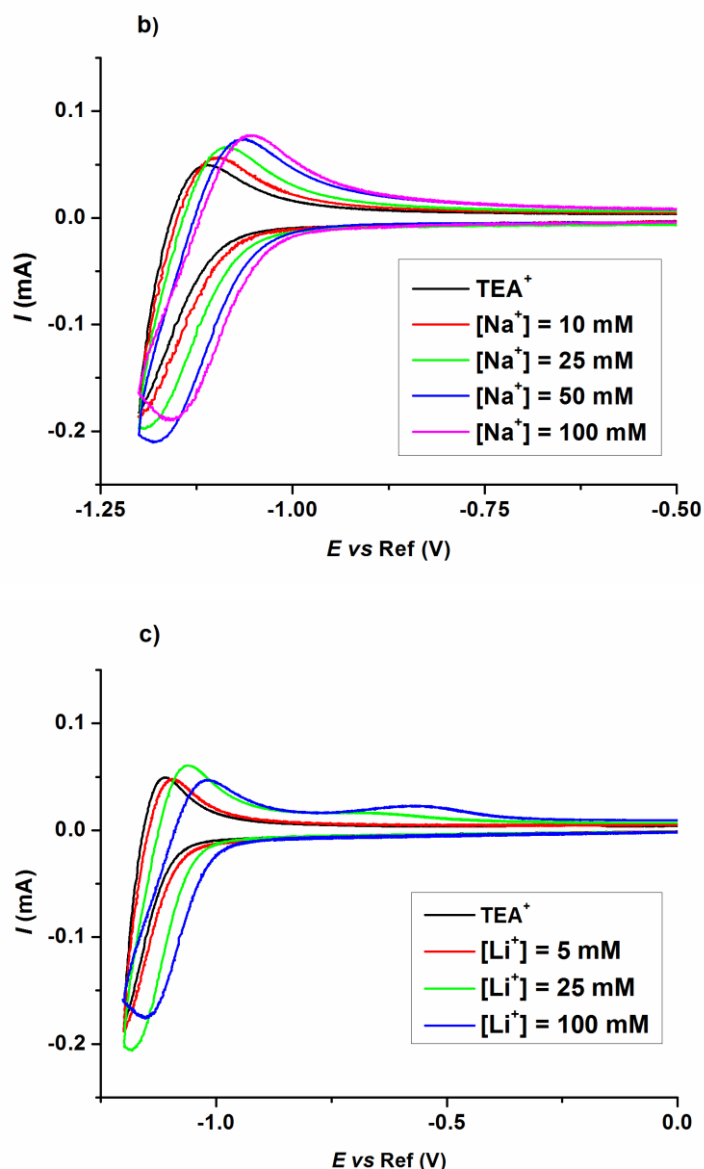 b)
0.1
0.0
-0.1
-0.2
I (mA)
TEA⁺
[Na⁺] = 10 mM
[Na⁺] = 25 mM
[Na⁺] = 50 mM
[Na⁺] = 100 mM
-1.25 -1.00 -0.75 -0.50
E vs Ref (V)
c)
0.1
0.0
-0.1
-0.2
I (mA)
TEA⁺
[Li⁺] = 5 mM
[Li⁺] = 25 mM
[Li⁺] = 100 mM
-1.0 -0.5 0.0
E vs Ref (V)